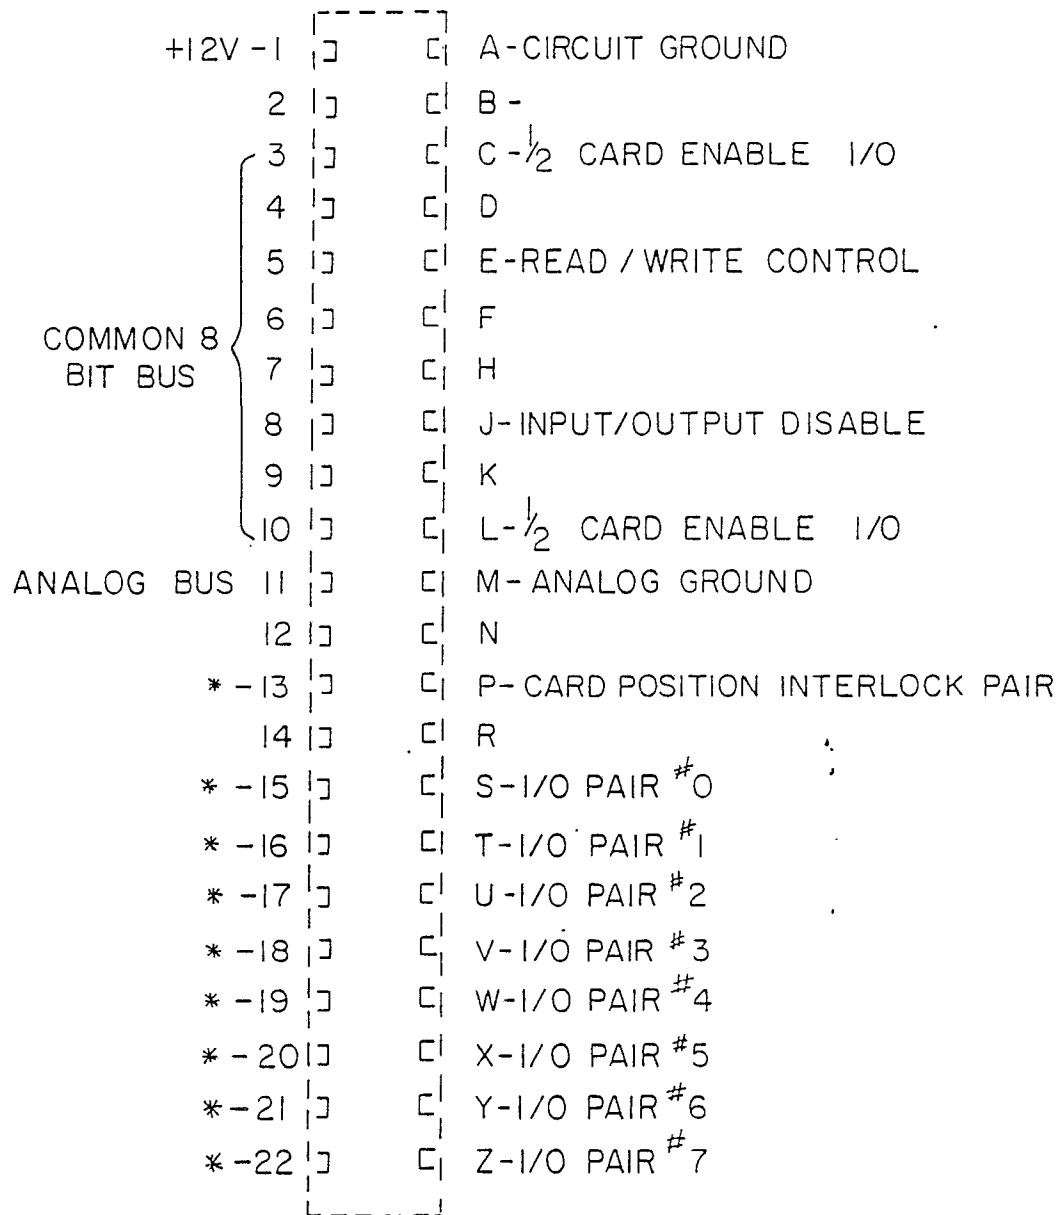 +12V-1 A-CIRCUIT GROUND
2 B-
3 C-1/2 CARD ENABLE I/O
4 D
5 E-READ/WRITE CONTROL
6 F
COMMON 8
BIT BUS
7 H
8 J-INPUT/OUTPUT DISABLE
9 K
10 L-1/2 CARD ENABLE I/O
ANALOG BUS 11 M-ANALOG GROUND
12 N
*-13 P-CARD POSITION INTERLOCK PAIR
14 R
*-15 S-I/O PAIR #0
*-16 T-I/O PAIR #1
*-17 U-I/O PAIR #2
*-18 V-I/O PAIR #3
*-19 W-I/O PAIR #4
*-20 X-I/O PAIR #5
*-21 Y-I/O PAIR #6
*-22 Z-I/O PAIR #7